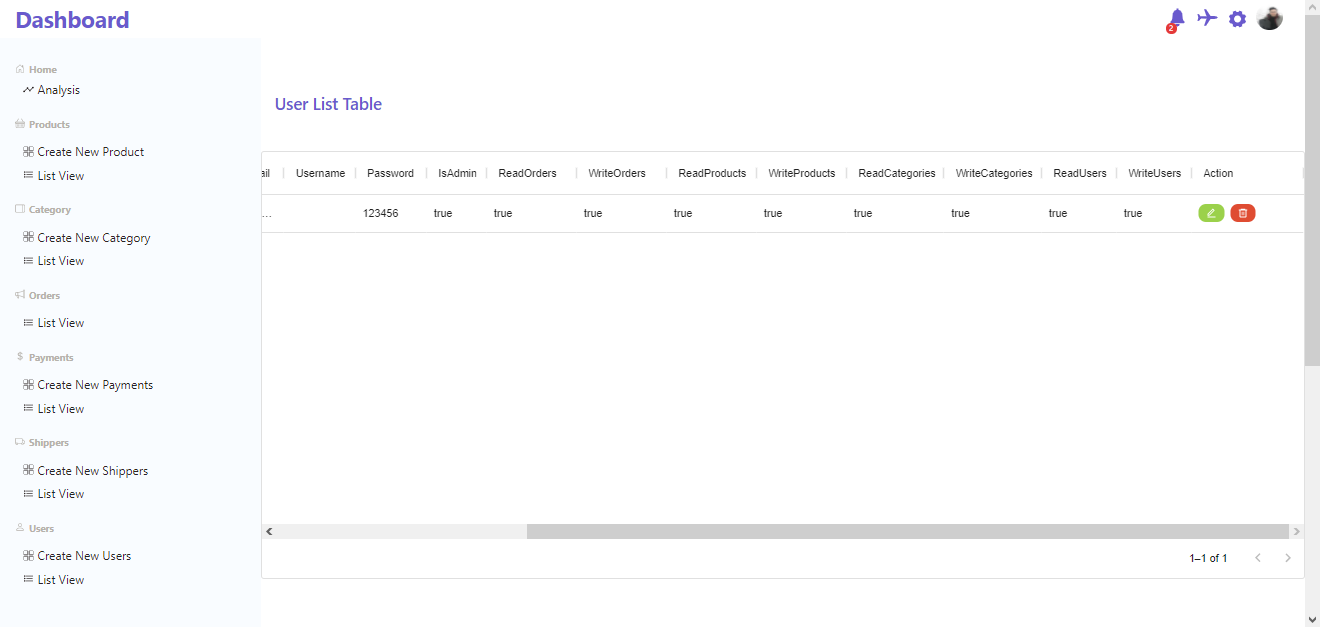 Dashboard
2
Home
Analysis
Products
Create New Product
List View
Category
Create New Category
List View
Orders
List View
$ Payments
Create New Payments
List View
Shippers
Create New Shippers
List View
Users
Create New Users
List View
User List Table
ail Username Password IsAdmin ReadOrders WriteOrders ReadProducts WriteProducts ReadCategories WriteCategories ReadUsers WriteUsers Action
... 123456 true true true true true true true true true
1–1 of 1